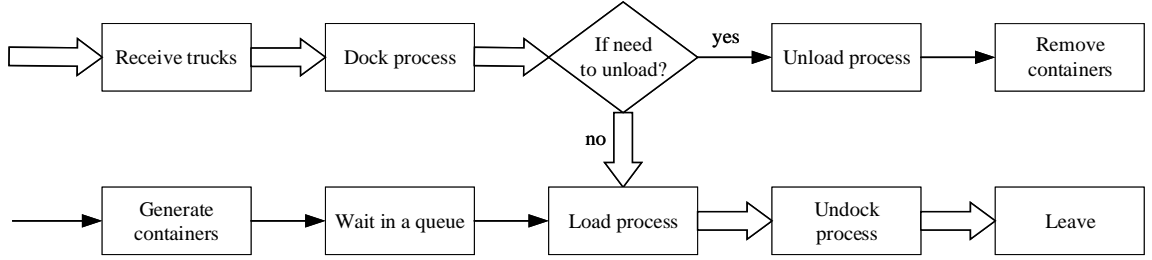 Receive trucks
Dock process
If need
to unload?
yes
Unload process
Remove
containers
no
Generate
containers
Wait in a queue
Load process
Undock
process
Leave